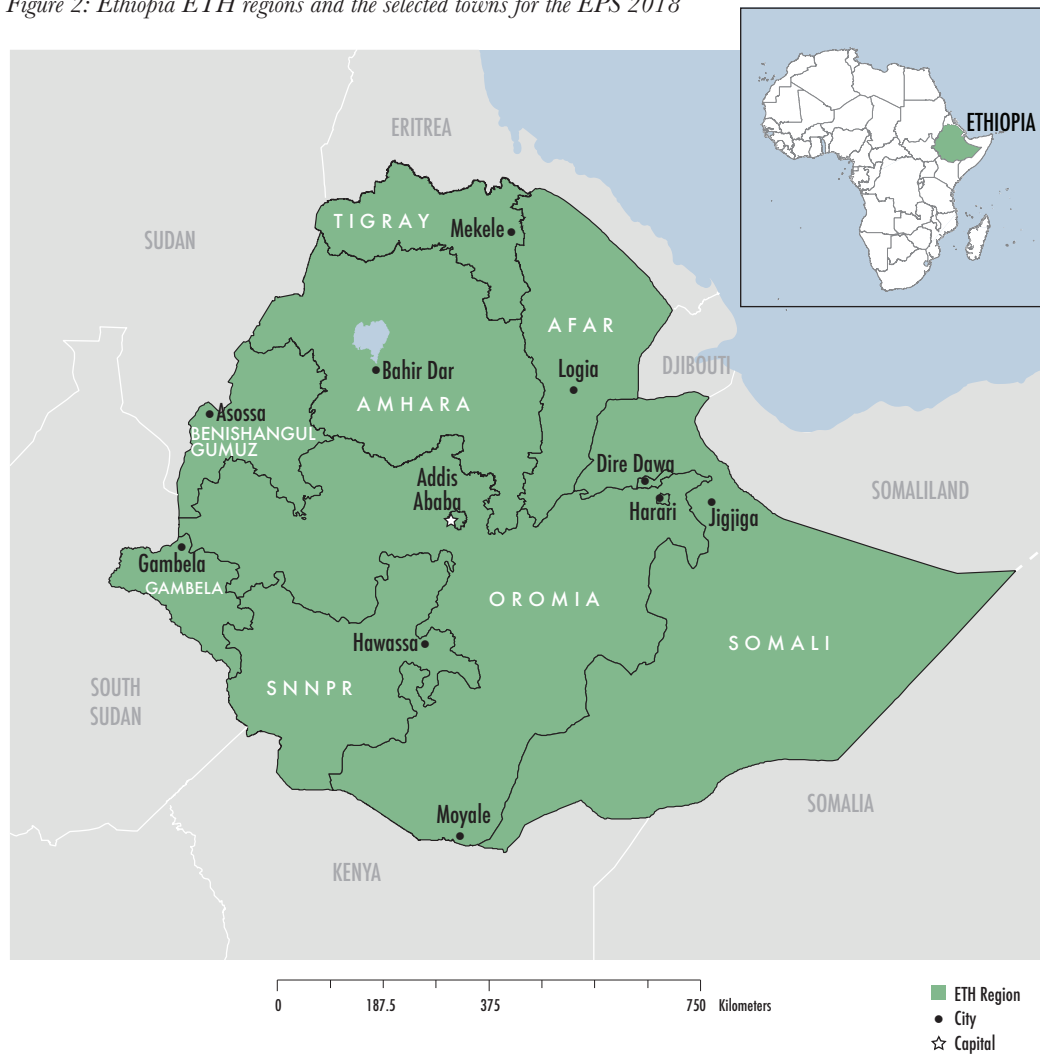 Figure 2: Ethiopia ETH regions and the selected towns for the EPS 2018
ETHIOPIA
ERITREA
TIGRAY
Mekele
SUDAN
AFAR
DJIBOUTI
Logia
Bahir Dar
AMHARA
Asossa
BENISHANGUL
GUMUZ
Dire Dawa
Addis
Ababa
SOMALILAND
Harari
Jigjiga
Gambela
GAMBELA
OROMIA
Hawassa
SOMALI
SNNPR
SOUTH
SUDAN
SOMALIA
Moyale
KENYA
0 187.5 375 750 Kilometers
ETH Region
City
Capital